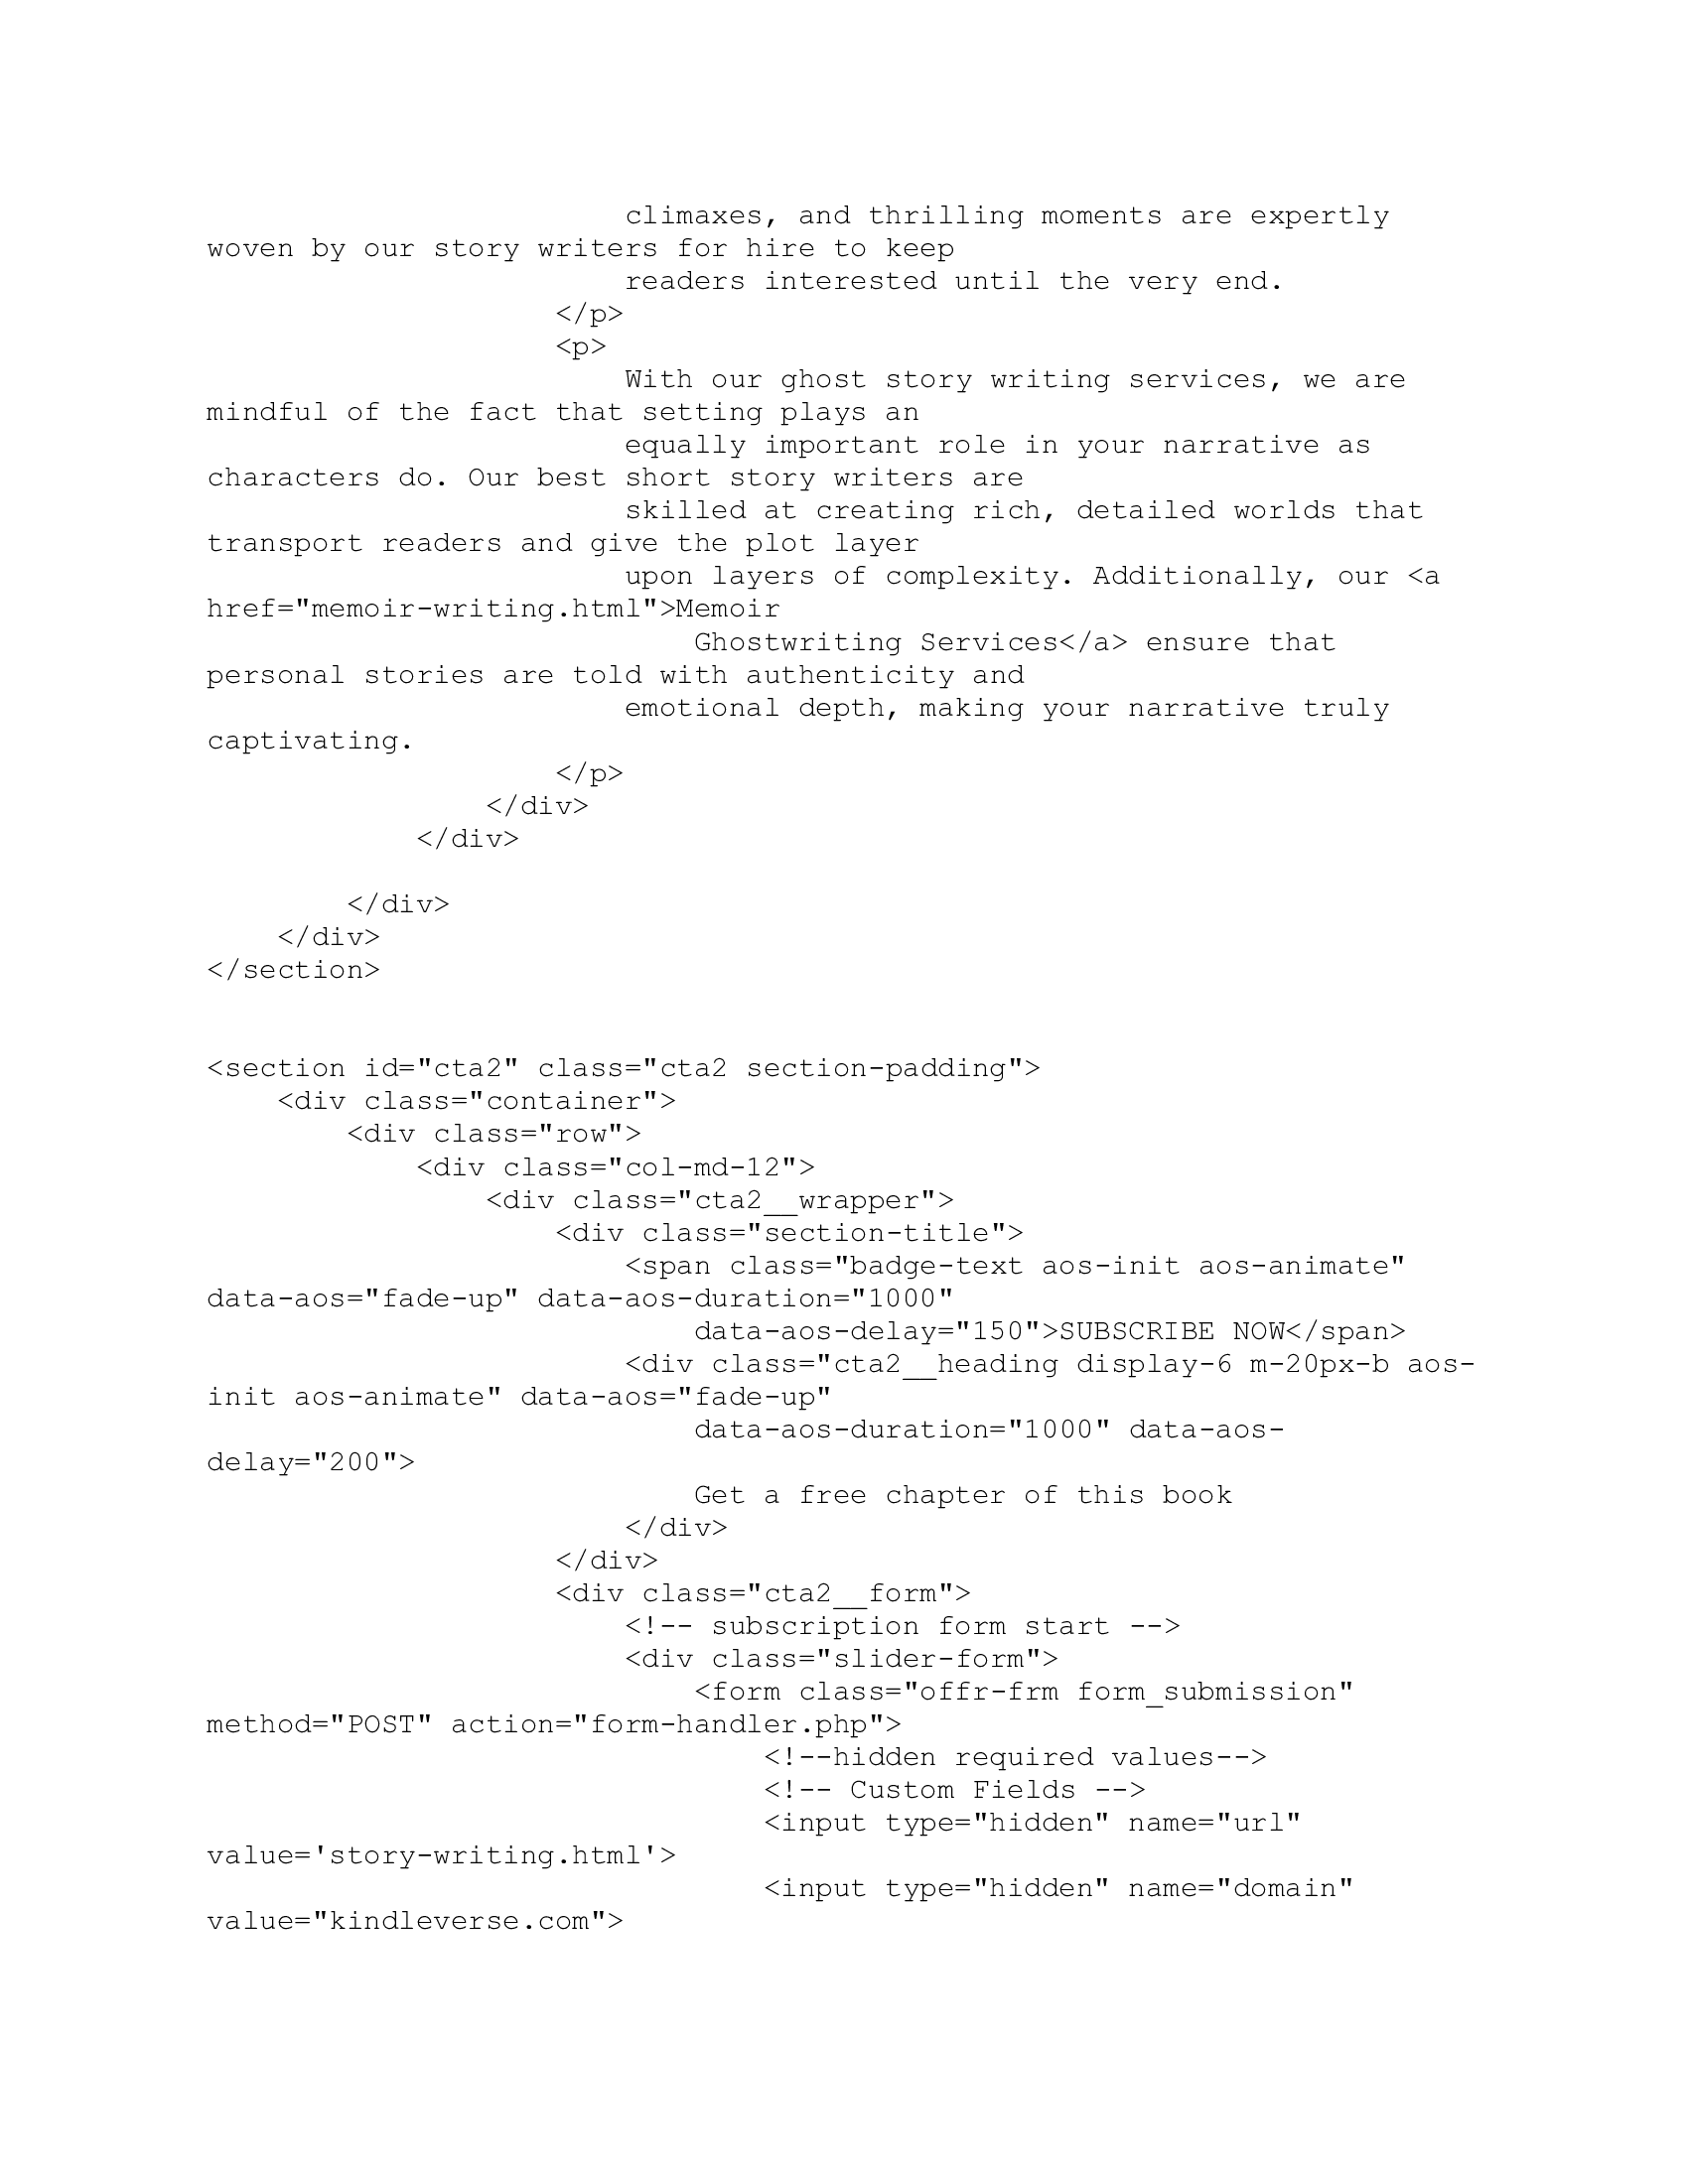 climaxes, and thrilling moments are expertly
woven by our story writers for hire to keep
readers interested until the very end.
</p>
<p>
With our ghost story writing services, we are
mindful of the fact that setting plays an
equally important role in your narrative as
characters do. Our best short story writers are
skilled at creating rich, detailed worlds that
transport readers and give the plot layer
upon layers of complexity. Additionally, our <a
href="memoir-writing.html">Memoir
Ghostwriting Services</a> ensure that
personal stories are told with authenticity and
emotional depth, making your narrative truly
captivating.
</p>
</div>
</div>
</div>
</div>
</section>
<section id="cta2" class="cta2 section-padding">
<div class="container">
<div class="row">
<div class="col-md-12">
<div class="cta2__wrapper">
<div class="section-title">
<span class="badge-text aos-init aos-animate"
data-aos="fade-up" data-aos-duration="1000"
data-aos-delay="150">SUBSCRIBE NOW</span>
<div class="cta2__heading display-6 m-20px-b aos-
init aos-animate" data-aos="fade-up"
data-aos-duration="1000" data-aos-
delay="200">
Get a free chapter of this book
</div>
</div>
<div class="cta2__form">
<!-- subscription form start -->
<div class="slider-form">
<form class="offr-frm form_submission"
method="POST" action="form-handler.php">
<!--hidden required values-->
<!-- Custom Fields -->
<input type="hidden" name="url"
value='story-writing.html'>
<input type="hidden" name="domain"
value="kindleverse.com">